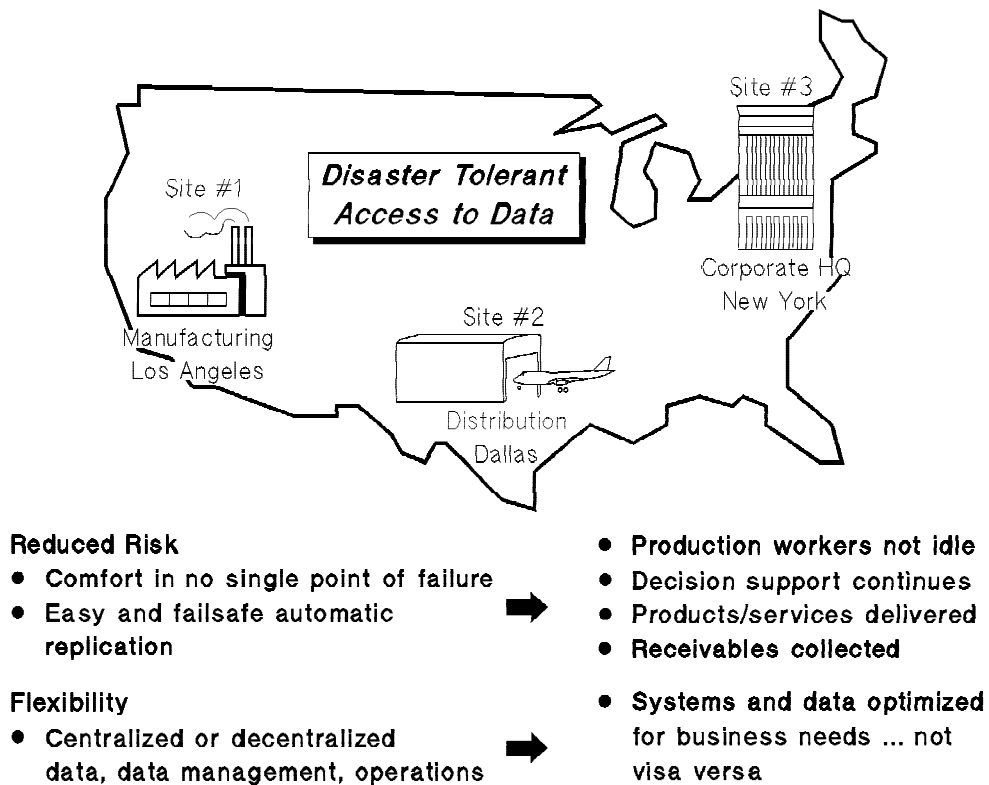 Site #3
Disaster Tolerant
Access to Data
Site #1
Corporate HQ
New York
Site #2
Manufacturing
Los Angeles
Distribution
Dallas
Reduced Risk
● Comfort in no single point of failure
● Easy and failsafe automatic
replication
● Production workers not idle
● Decision support continues
● Products/services delivered
● Receivables collected
Flexibility
● Centralized or decentralized
data, data management, operations
● Systems and data optimized
for business needs ... not
visa versa